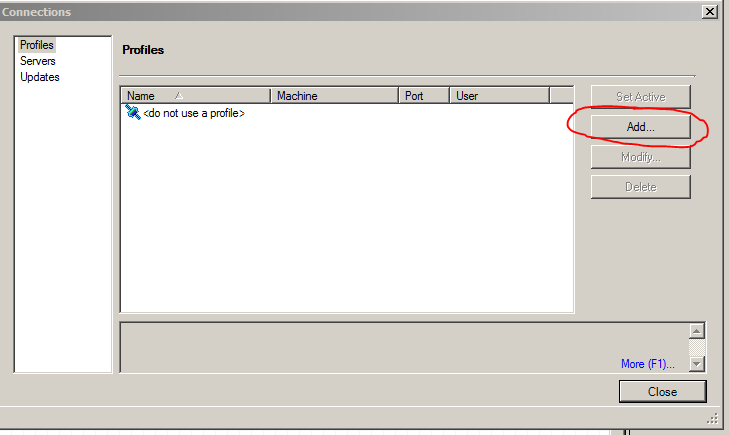 Connections
Profiles
Servers
Updates
Profiles
Name Machine Port User
<do not use a profile>
Set Active
Add...
Modify...
Delete
More (F1)...
Close